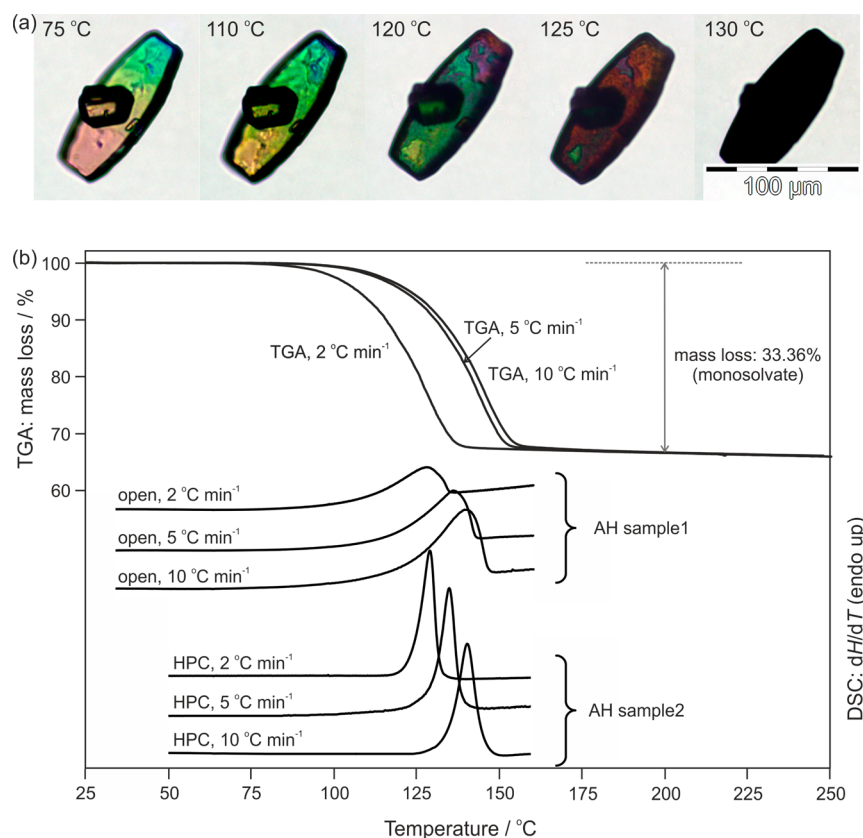 (a)
75 °C
110 °C
120 °C
125 °C
130 °C
100 µm
(b)
100
90
80
70
60
TGA: mass loss / %
TGA, 2 °C min⁻¹
TGA, 5 °C min⁻¹
TGA, 10 °C min⁻¹
mass loss: 33.36%
(monosolvate)
open, 2 °C min⁻¹
open, 5 °C min⁻¹
open, 10 °C min⁻¹
AH sample1
HPC, 2 °C min⁻¹
HPC, 5 °C min⁻¹
HPC, 10 °C min⁻¹
AH sample2
DSC: dH/dT (endo up)
25
50
75
100
125
150
125
200
225
250
Temperature / °C